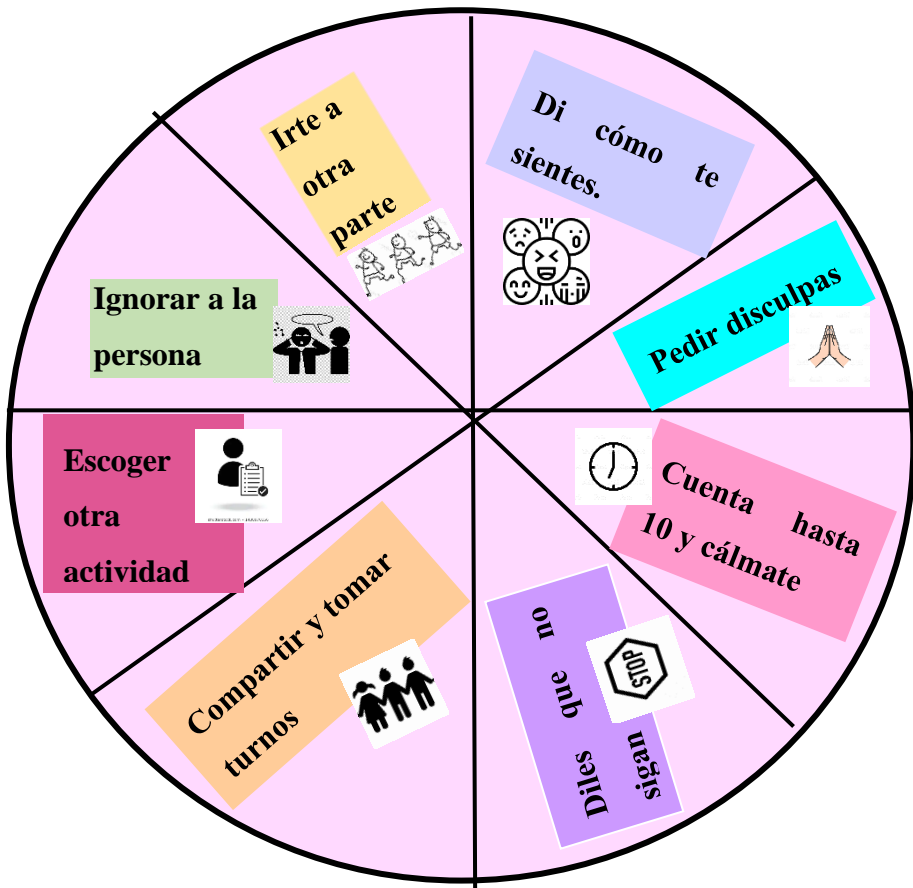 Di cómo te
sientes.
Pedir disculpas
Cuenta hasta
10 y cálmate
Diles que no
sigan
STOP
Compartir y tomar
turnos
Escoger
otra
actividad
Ignorar a la
persona
Irte a
otra
parte